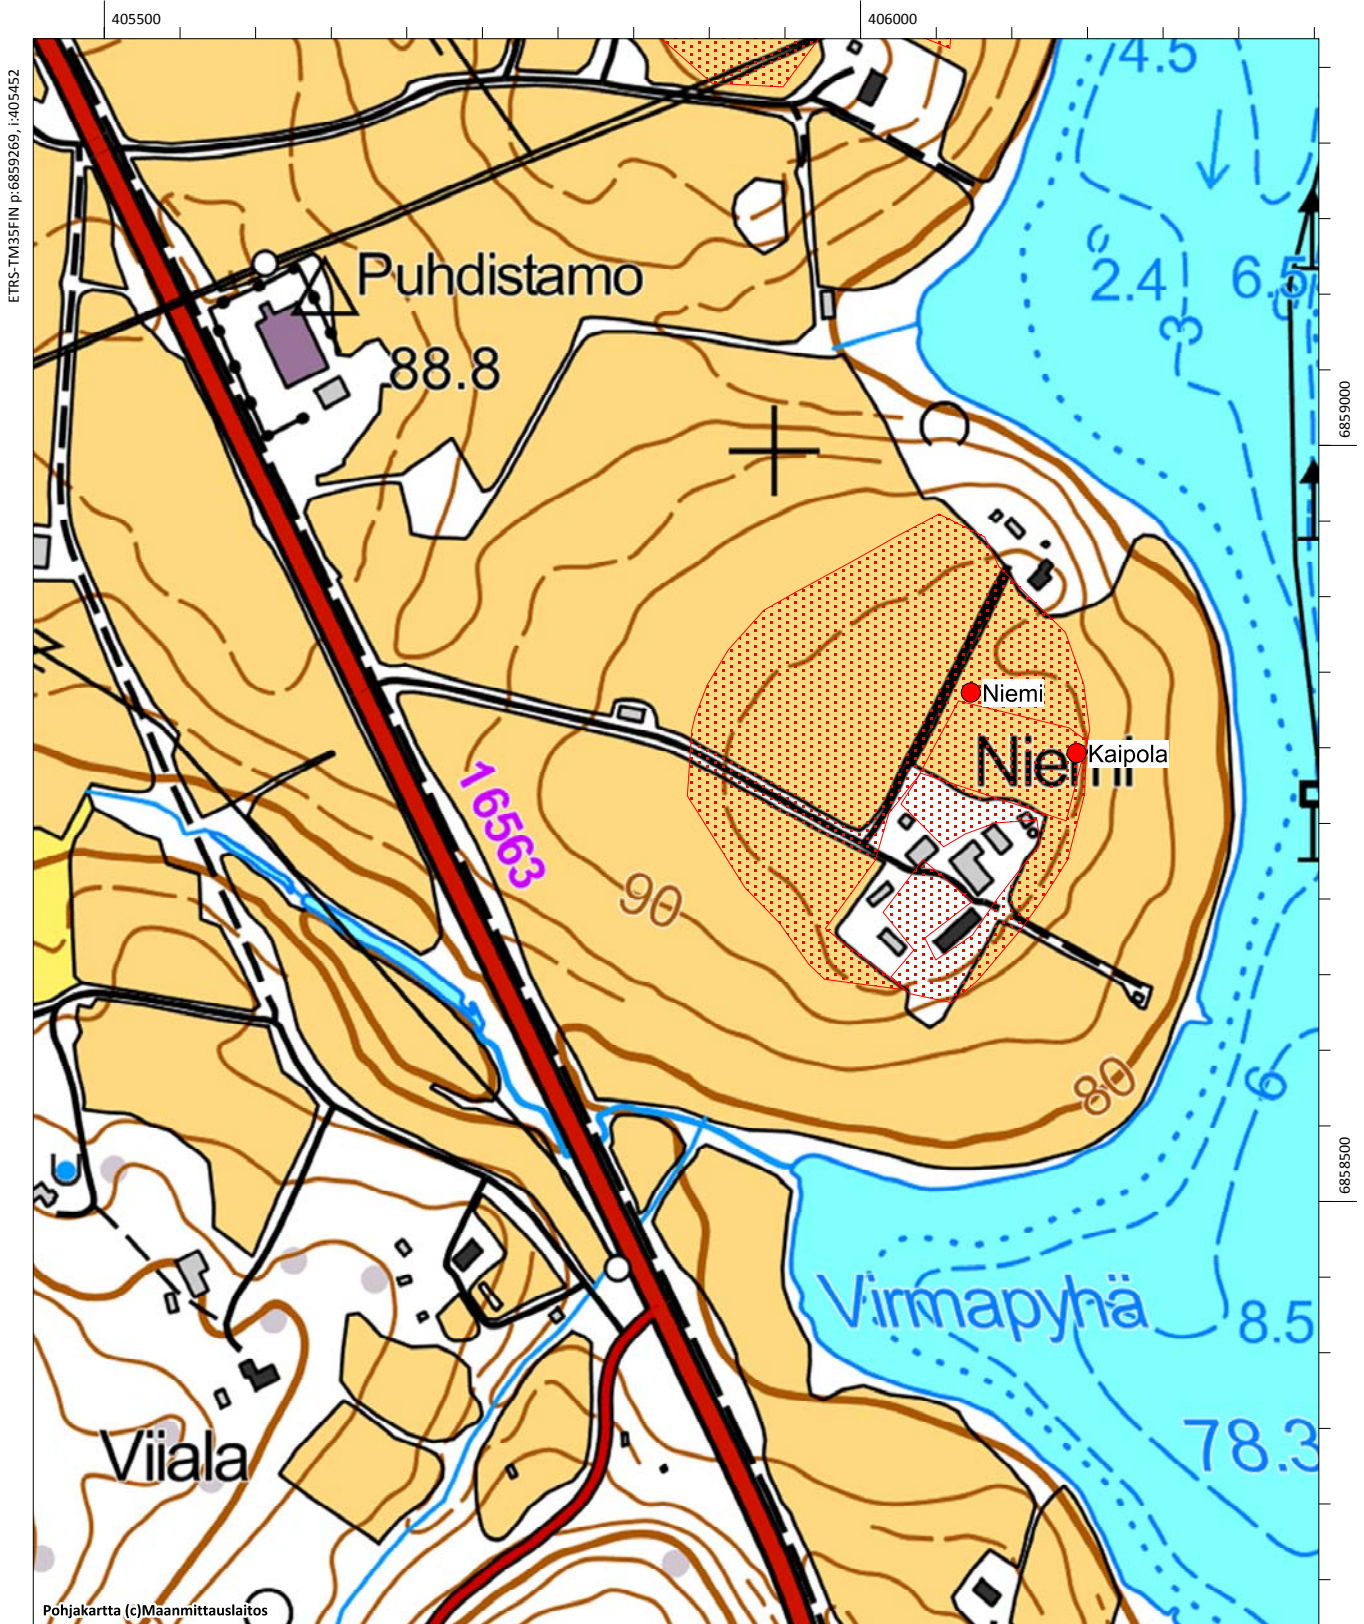 405500
406000
ETRS-TM35FIN p:6859269, i:405452
4.5
2.4
6.5
3
Puhdistamo
88.8
6859000
Niemi
Niemi
Kaipola
16563
90
80
6
6858500
Virmapyhä
8.5
78.3
Viiala
Pohjakartta (c)Maanmittauslaitos